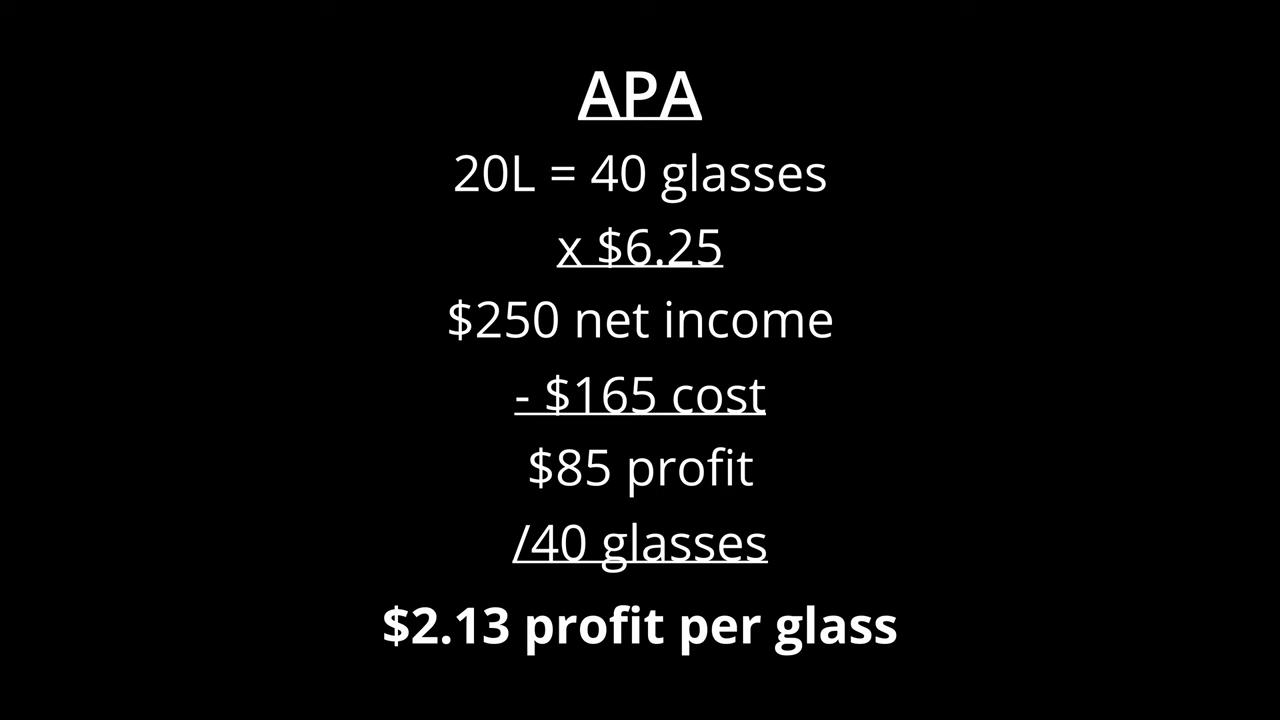 APA
20L = 40 glasses
x $6.25
$250 net income
- $165 cost
$85 profit
/40 glasses
$2.13 profit per glass